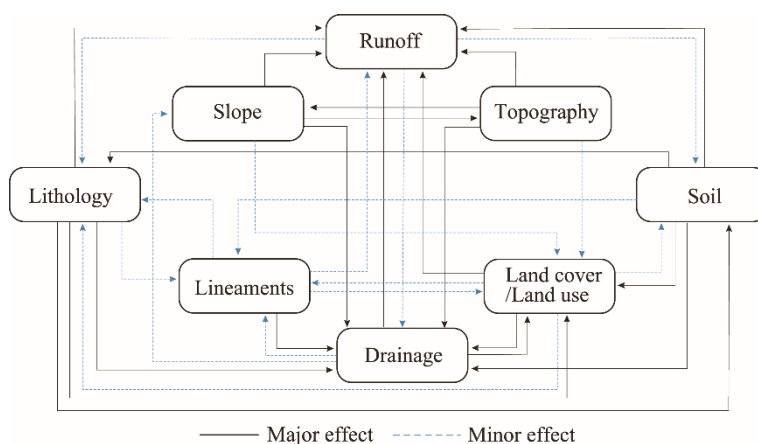 Runoff
Slope
Topography
Lithology
Soil
Lineaments
Land cover
/Land use
Drainage
Major effect
Minor effect